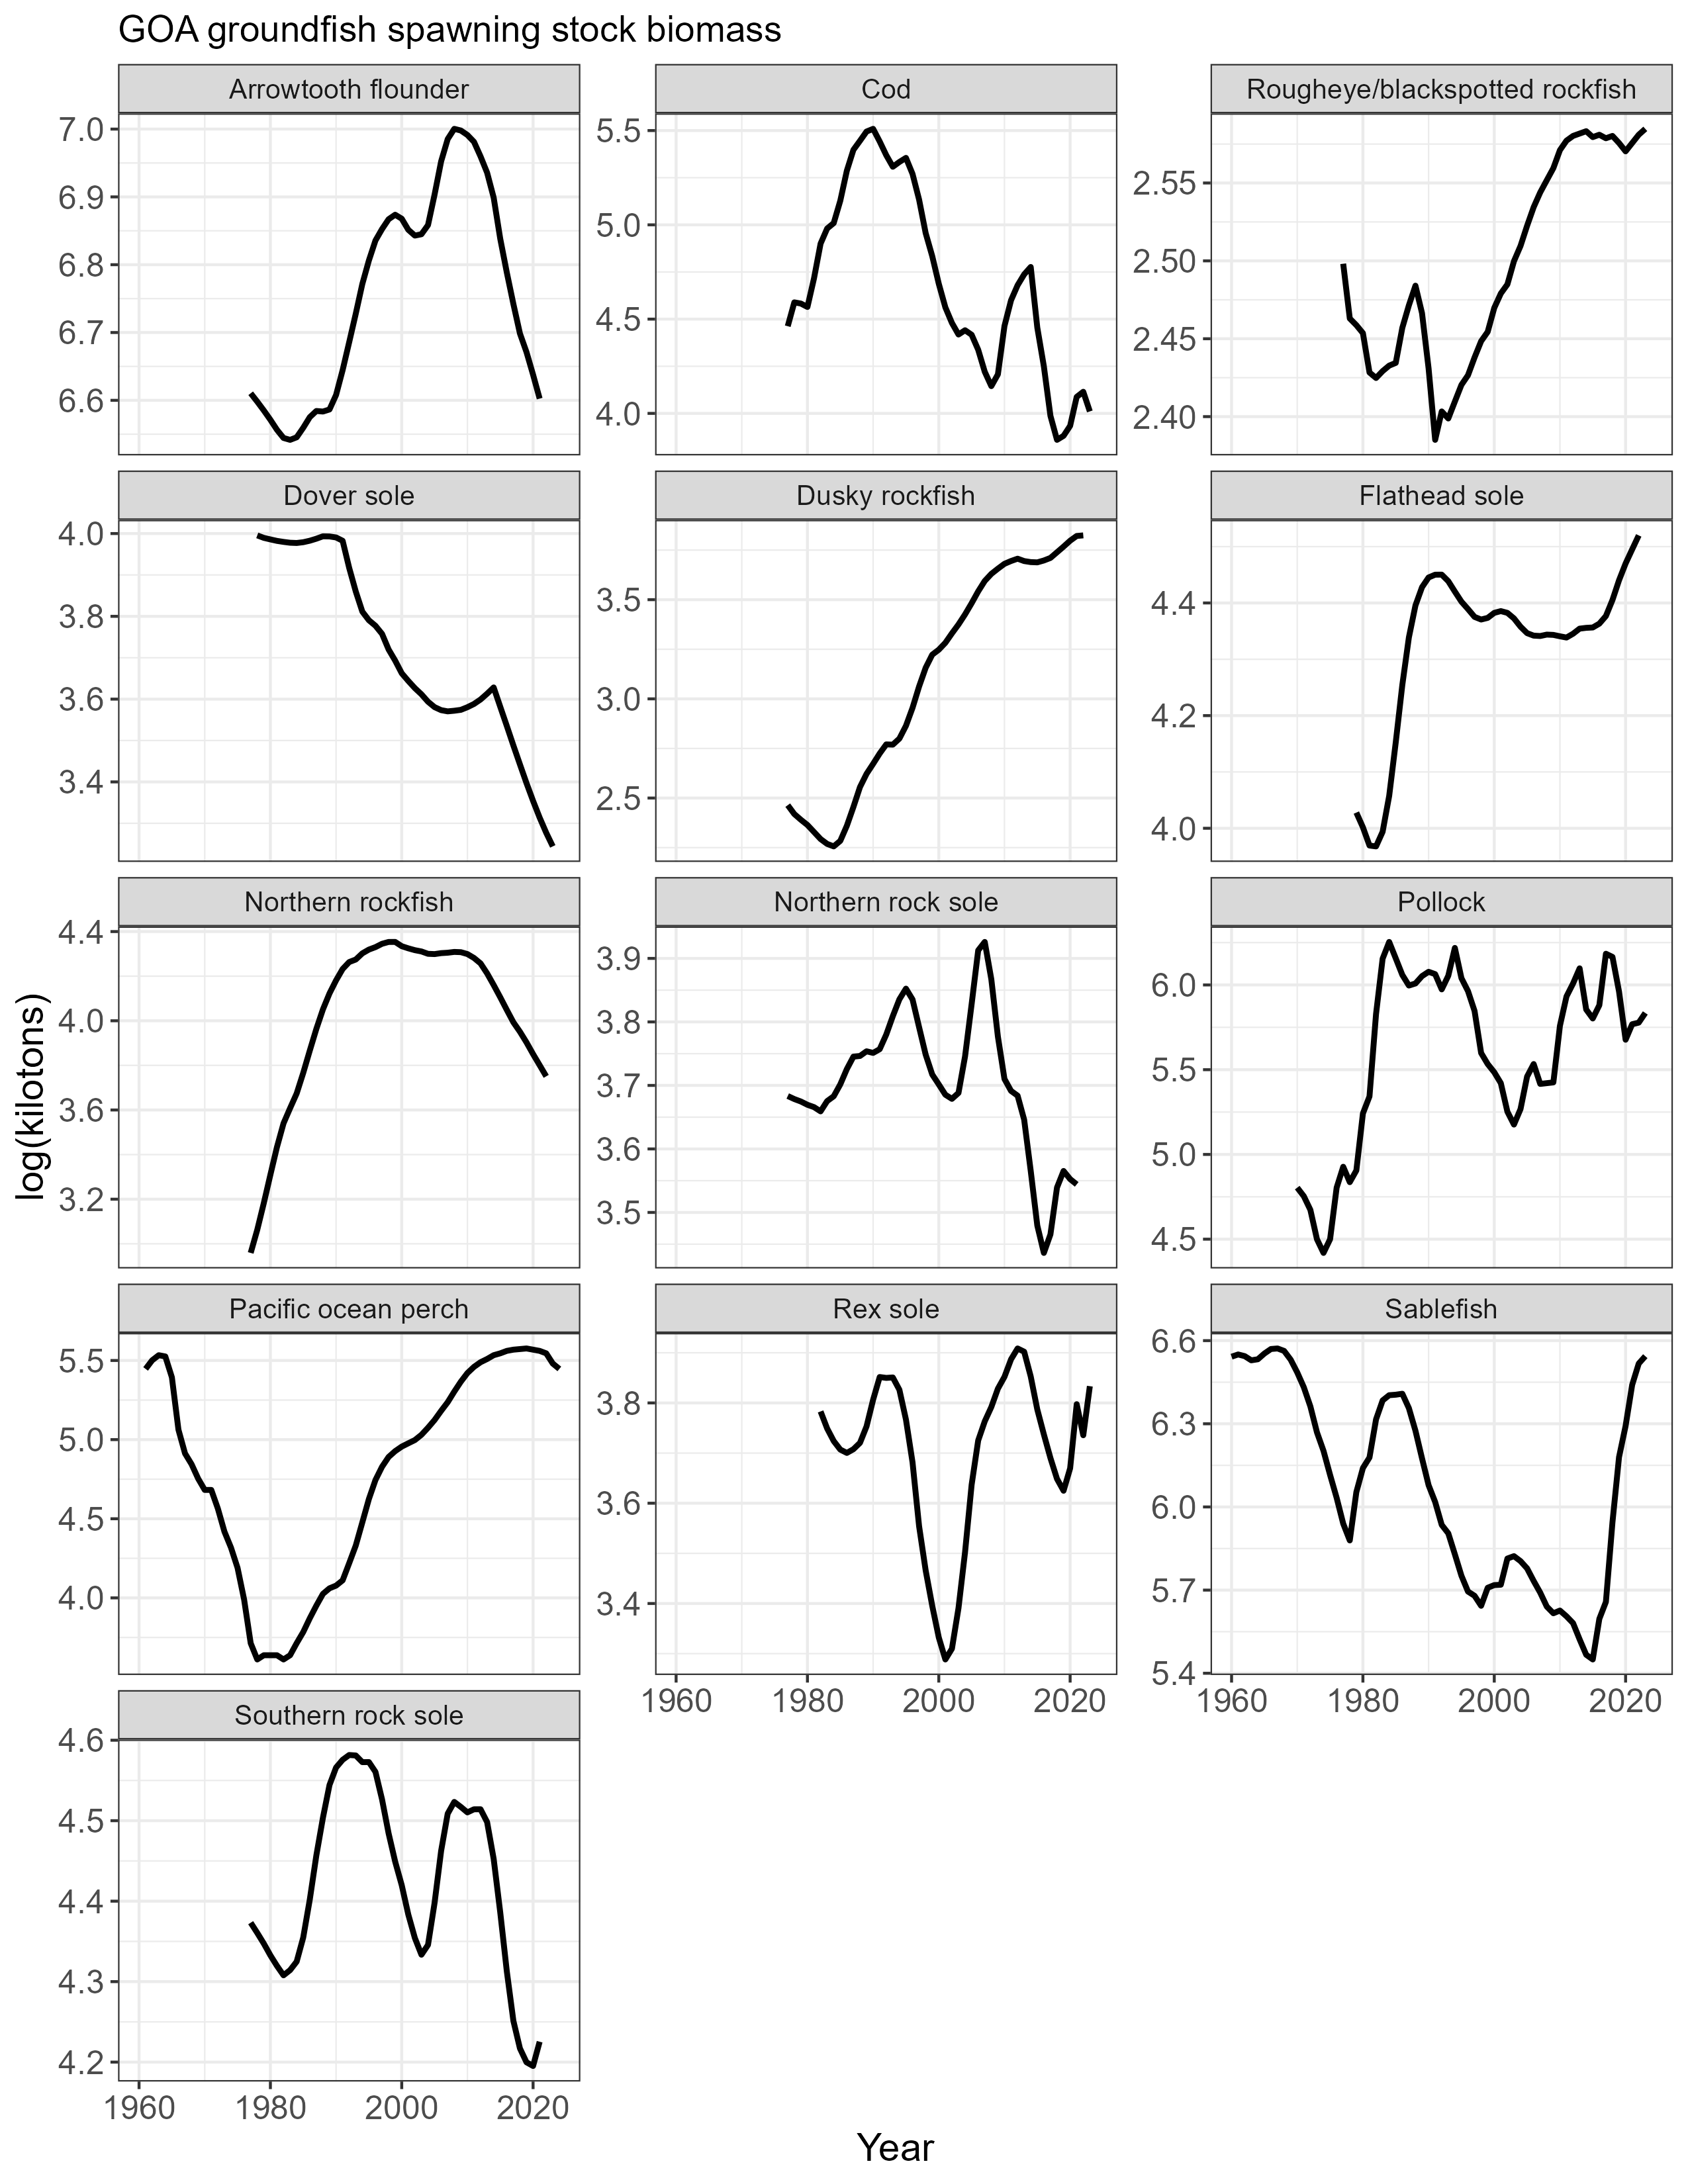 GOA groundfish spawning stock biomass
Arrowtooth flounder
Cod
Rougheye/blackspotted rockfish
7.0
6.9
6.8
6.7
6.6
5.5
5.0
4.5
4.0
2.55
2.50
2.45
2.40
Dover sole
Dusky rockfish
Flathead sole
4.0
3.8
3.6
3.4
3.5
3.0
2.5
4.4
4.2
4.0
Northern rockfish
Northern rock sole
Pollock
4.4
4.0
3.6
3.2
3.9
3.8
3.7
3.6
3.5
6.0
5.5
5.0
4.5
log(kilotons)
Pacific ocean perch
Rex sole
Sablefish
5.5
5.0
4.5
4.0
3.8
3.6
3.4
6.6
6.3
6.0
5.7
5.4
1960 1980 2000 2020
1960 1980 2000 2020
Southern rock sole
4.6
4.5
4.4
4.3
4.2
1960 1980 2000 2020
Year